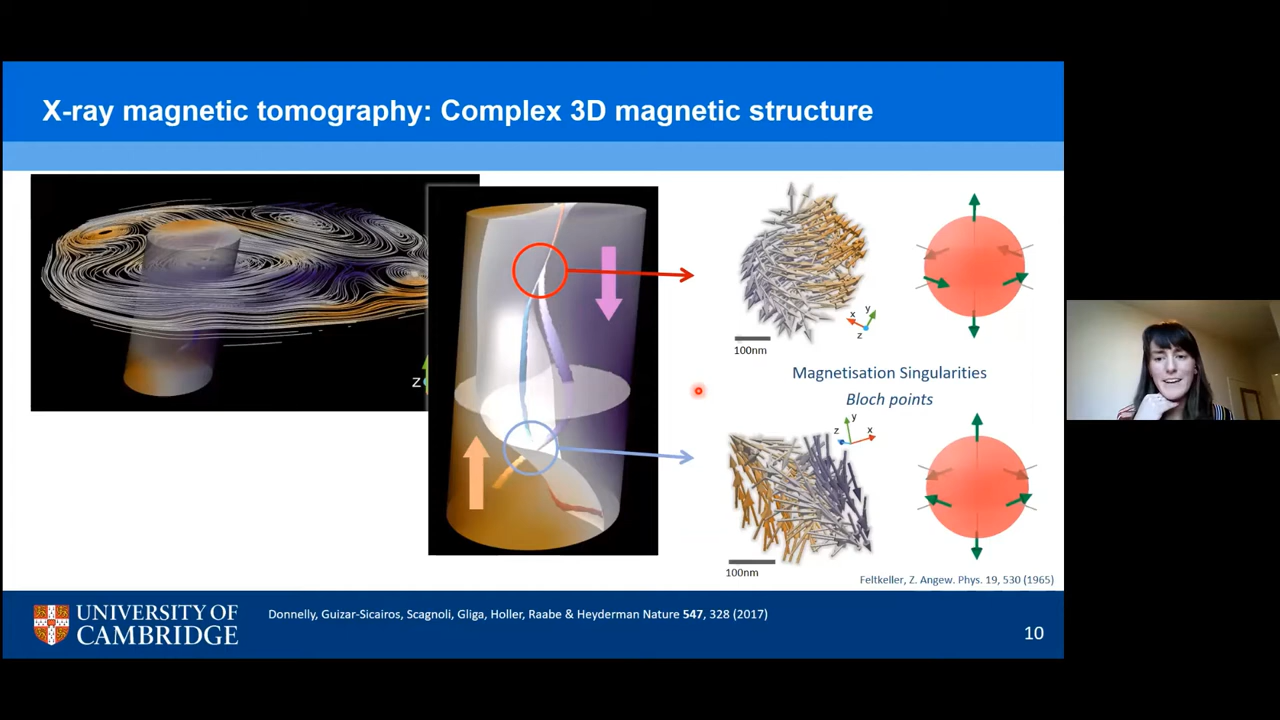 X-ray magnetic tomography: Complex 3D magnetic structure
z
100nm
x
y
z
Magnetisation Singularities
Bloch points
y
z
x
100nm
Feltkeller, Z. Angew. Phys. 19, 530 (1965)
UNIVERSITY OF
CAMBRIDGE
Donnelly, Guizar-Sicairos, Scagnoli, Gliga, Holler, Raabe & Heyderman Nature 547, 328 (2017)
10